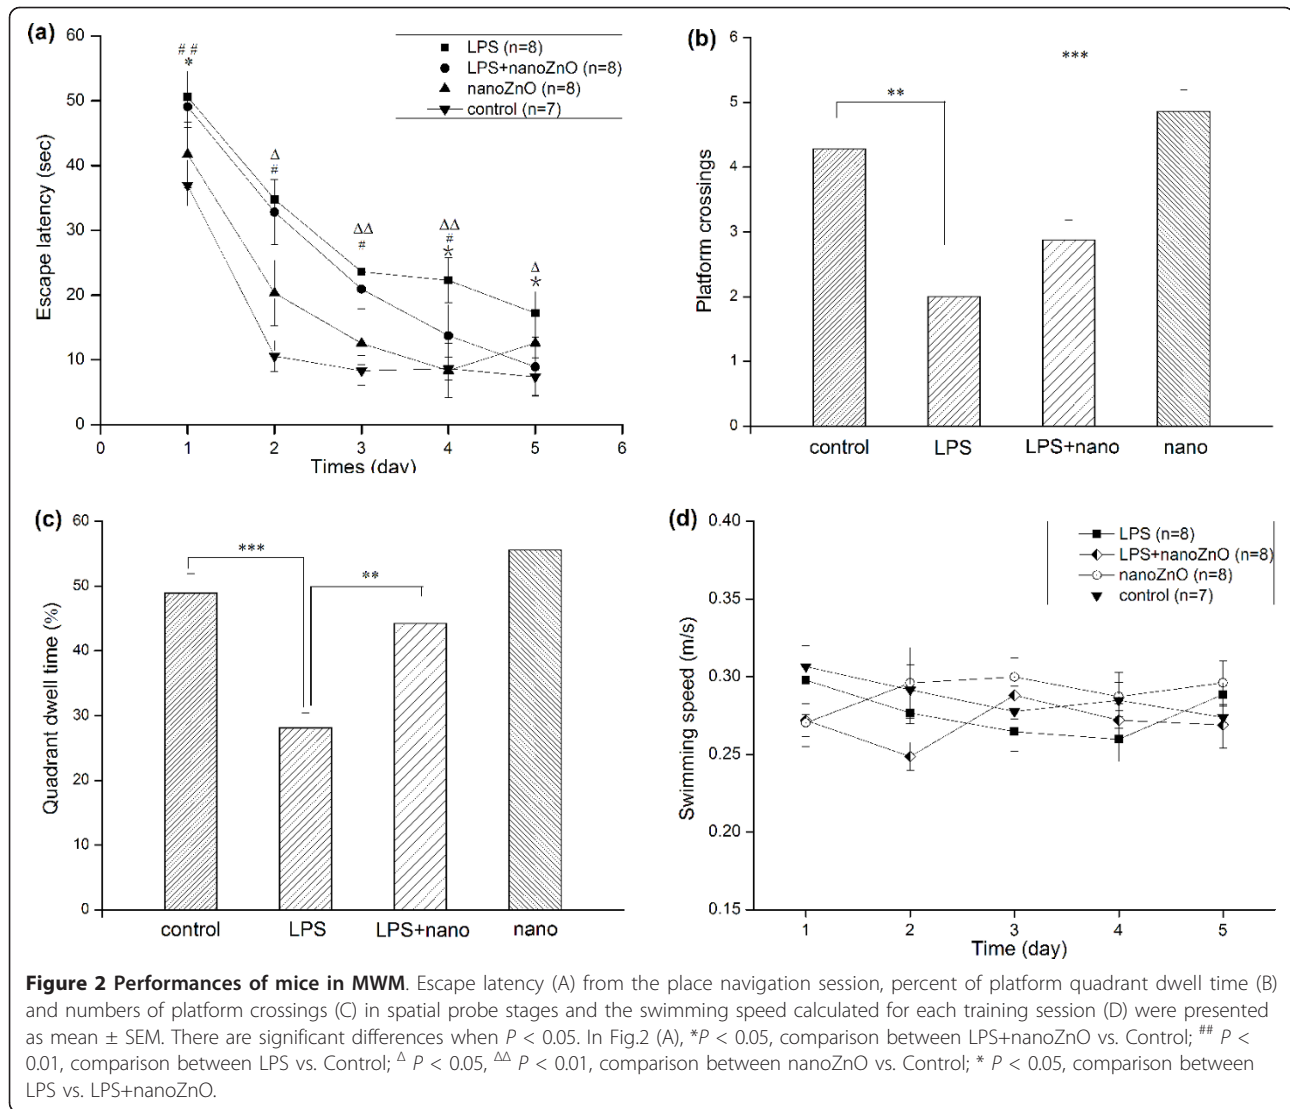 (a)
60
50
40
30
20
10
0
Escape latency (sec)
LPS (n=8)
LPS+nanoZnO (n=8)
nanoZnO (n=8)
control (n=7)
##
*
Δ
#
ΔΔ
#
ΔΔ
#
*
Δ
*
0 1 2 3 4 5 6
Times (day)
(b)
6
5
4
3
2
1
0
Platform crossings
**
***
control LPS LPS+nano nano
(c)
60
50
40
30
20
10
0
Quadrant dwell time (%)
***
**
control LPS LPS+nano nano
(d)
0.40
0.35
0.30
0.25
0.20
0.15
Swimming speed (m/s)
LPS (n=8)
LPS+nanoZnO (n=8)
nanoZnO (n=8)
control (n=7)
1 2 3 4 5
Time (day)
Figure 2 Performances of mice in MWM. Escape latency (A) from the place navigation session, percent of platform quadrant dwell time (B)
and numbers of platform crossings (C) in spatial probe stages and the swimming speed calculated for each training session (D) were presented
as mean ± SEM. There are significant differences when P < 0.05. In Fig.2 (A), *P < 0.05, comparison between LPS+nanoZnO vs. Control; ## P <
0.01, comparison between LPS vs. Control; Δ P < 0.05, ΔΔ P < 0.01, comparison between nanoZnO vs. Control; * P < 0.05, comparison between
LPS vs. LPS+nanoZnO.